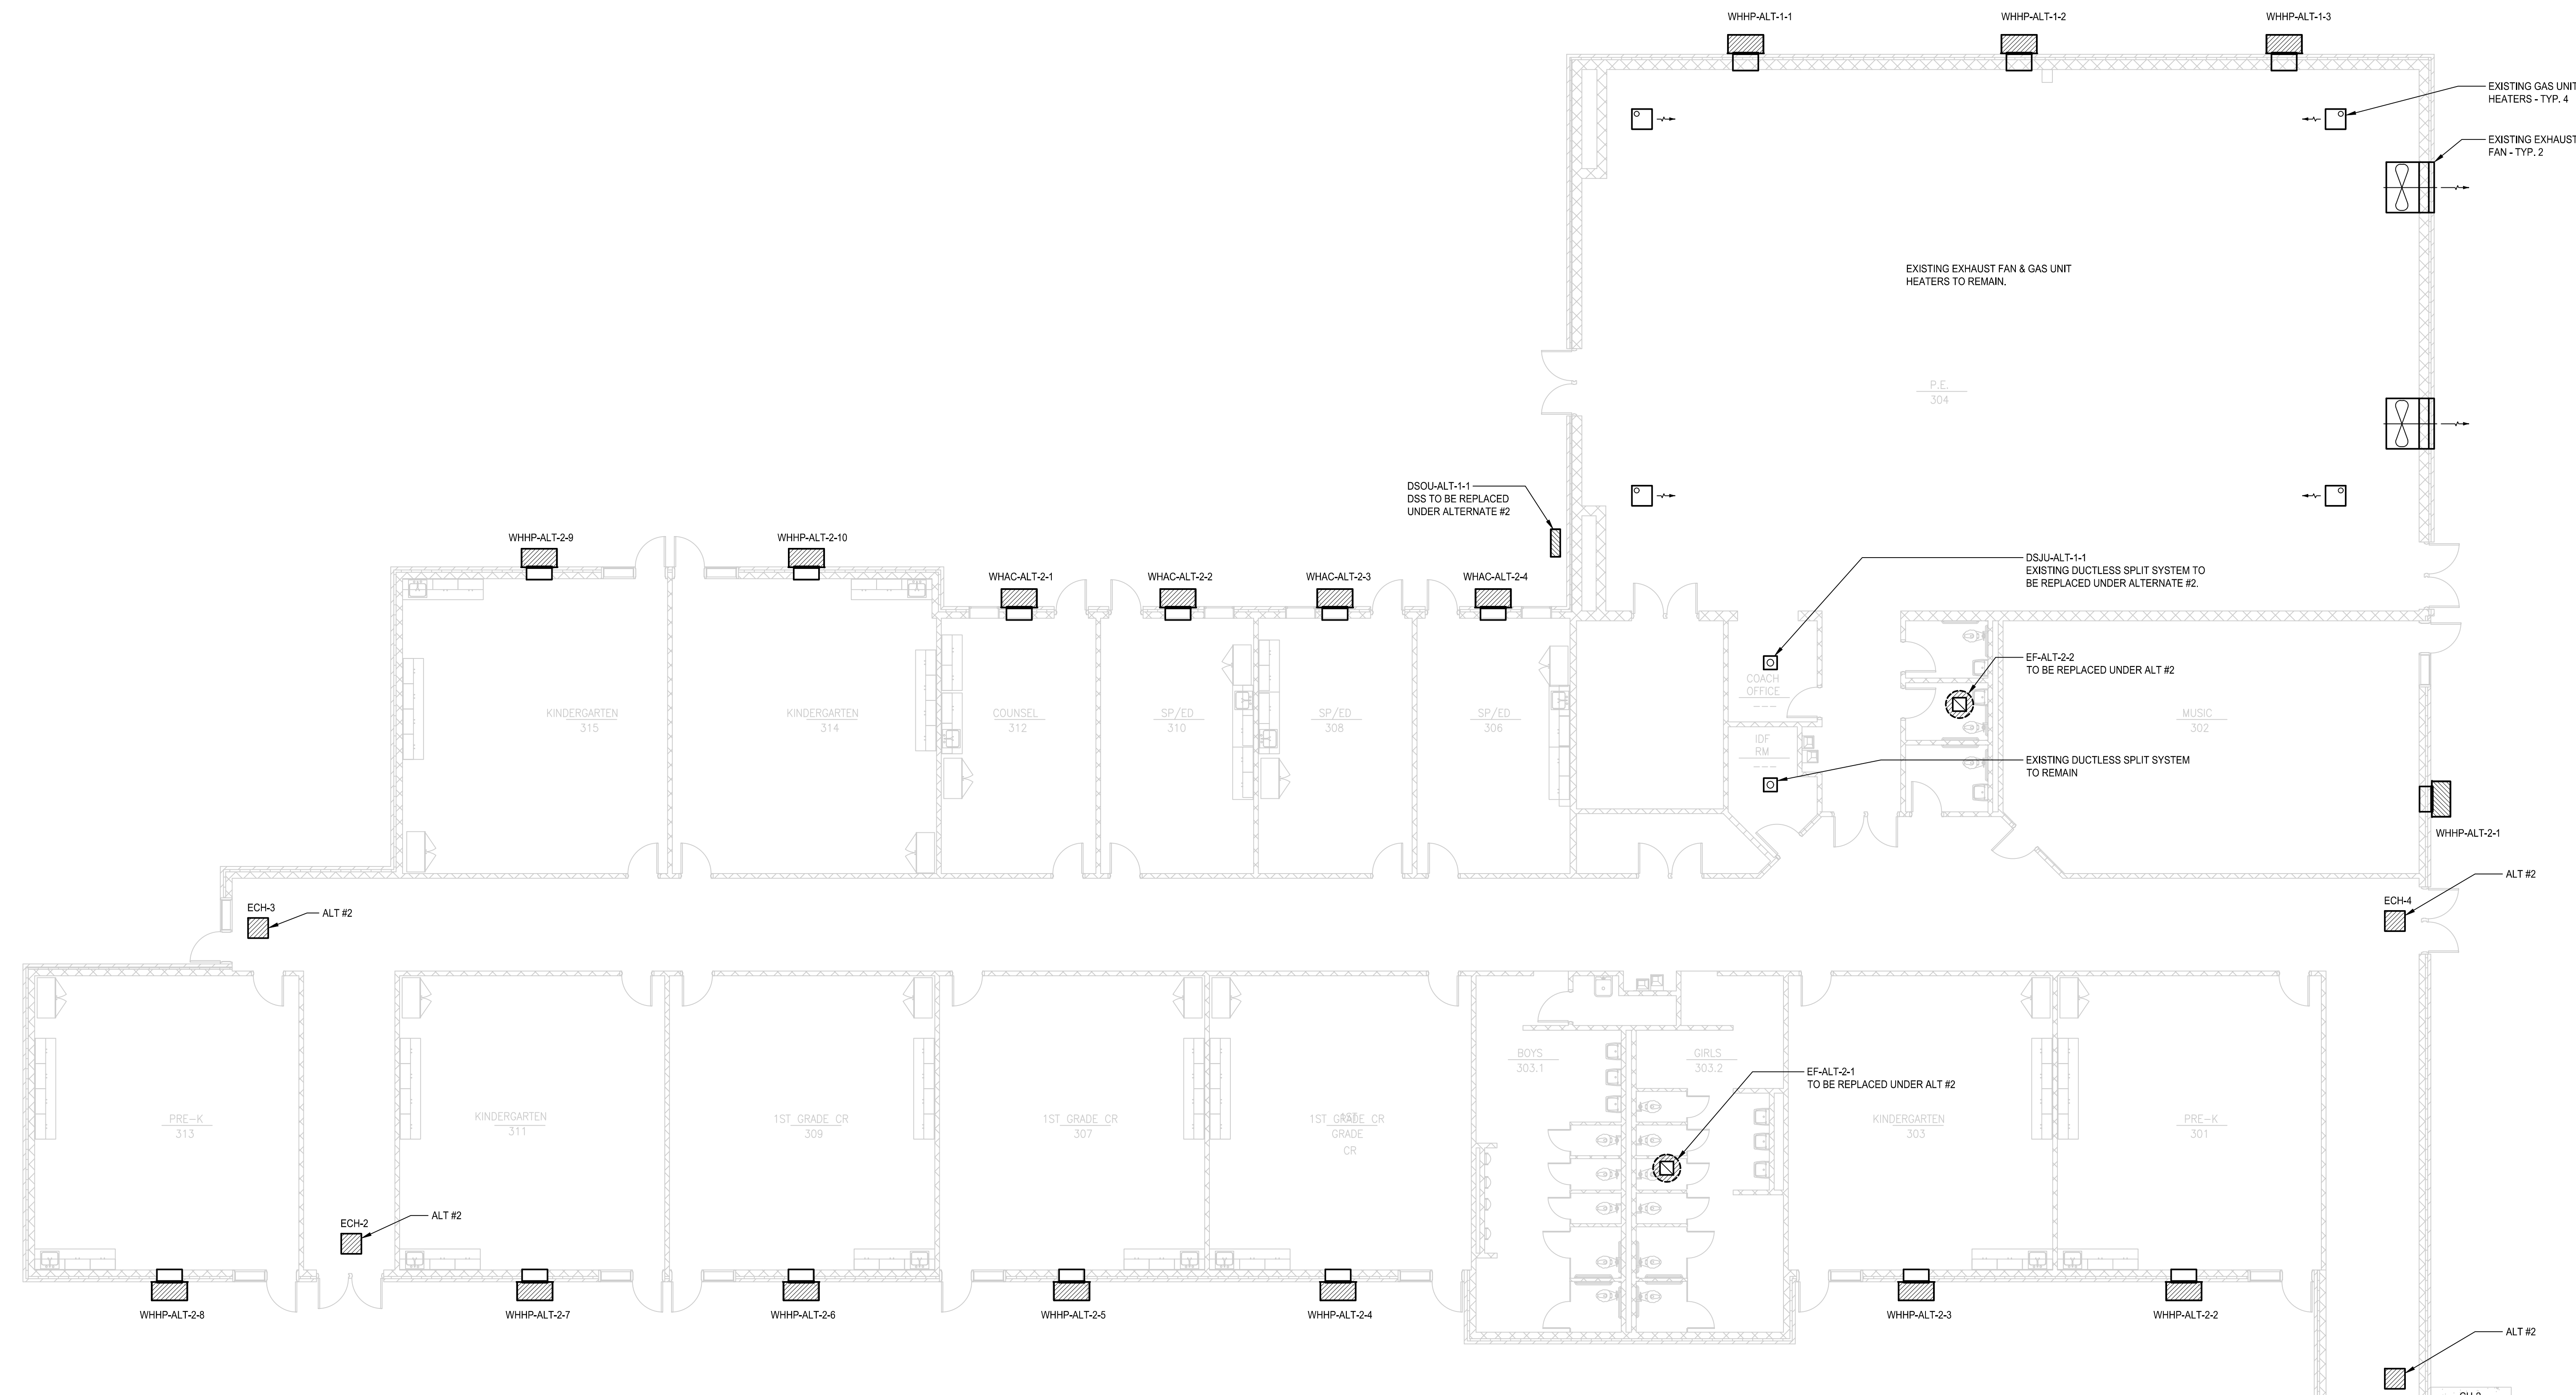 WHHP-ALT-1-1
WHHP-ALT-1-2
WHHP-ALT-1-3
EXISTING GAS UNIT
HEATERS - TYP. 4
EXISTING EXHAUST
FAN - TYP. 2
EXISTING EXHAUST FAN & GAS UNIT
HEATERS TO REMAIN.
P.E.
304
DSOU-ALT-1-1
DSS TO BE REPLACED
UNDER ALTERNATE #2
WHHP-ALT-2-9
WHHP-ALT-2-10
WHAC-ALT-2-1
WHAC-ALT-2-2
WHAC-ALT-2-3
WHAC-ALT-2-4
DSJU-ALT-1-1
EXISTING DUCTLESS SPLIT SYSTEM TO
BE REPLACED UNDER ALTERNATE #2.
EF-ALT-2-2
TO BE REPLACED UNDER ALT #2
COACH
OFFICE
---
KINDERGARTEN
315
KINDERGARTEN
314
COUNSEL
312
SP/ED
310
SP/ED
308
SP/ED
306
MUSIC
302
IDF
RM
---
EXISTING DUCTLESS SPLIT SYSTEM
TO REMAIN
WHHP-ALT-2-1
ALT #2
ECH-3
ALT #2
ECH-4
BOYS
303.1
GIRLS
303.2
EF-ALT-2-1
TO BE REPLACED UNDER ALT #2
PRE-K
313
KINDERGARTEN
311
1ST GRADE CR
309
1ST GRADE CR
307
1ST GRADE CR
1ST
GRADE
CR
KINDERGARTEN
303
PRE-K
301
ECH-2
ALT #2
WHHP-ALT-2-8
WHHP-ALT-2-7
WHHP-ALT-2-6
WHHP-ALT-2-5
WHHP-ALT-2-4
WHHP-ALT-2-3
WHHP-ALT-2-2
ALT #2